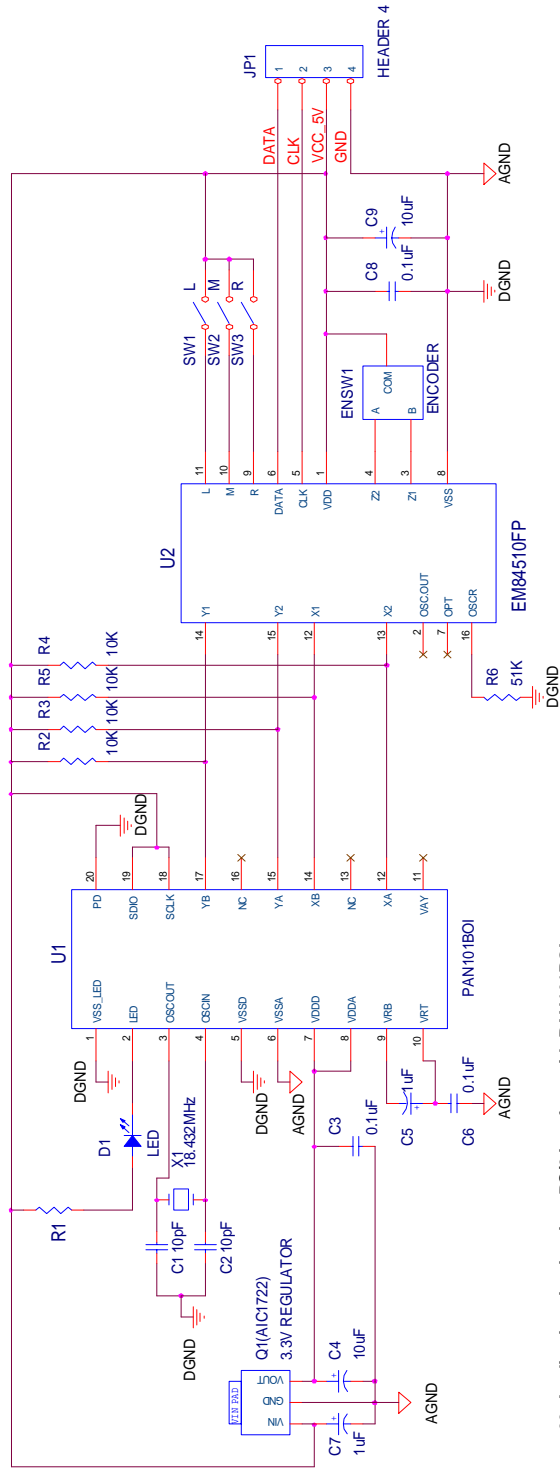 VIN PAD
Q1(AIC1722)
3.3V REGULATOR
VIN
GND
VOUT
C7
1uF
C4
10uF
AGND
C3
0.1uF
R1
D1
LED
DGND
C1 10pF
C2 10pF
X1
18.432MHz
DGND
DGND
AGND
C5
1uF
C6
0.1uF
AGND
U1
PAN101BOI
1 VSS_LED
2 LED
3 OSCOUT
4 OSCIN
5 VSSD
6 VSSA
7 VDDD
8 VDDA
9 VRB
10 VRT
PD 20
SDIO 19
SCLK 18
YB 17
NC 16
YA 15
XB 14
NC 13
XA 12
VAY 11
DGND
R2
10K
R3
10K
R5
10K
R4
10K
U2
EM84510FP
14 Y1
15 Y2
12 X1
13 X2
2 OSC.OUT
7 OPT
16 OSCR
R6
51K
DGND
L 11
M 10
R 9
DATA 6
CLK 5
VDD 1
Z2 4
Z1 3
VSS 8
SW1
L
SW2
M
SW3
R
ENSW1
A
B
COM
ENCODER
C8
0.1uF
C9
10uF
DGND
AGND
DATA
CLK
VCC_5V
GND
JP1
1
2
3
4
HEADER 4